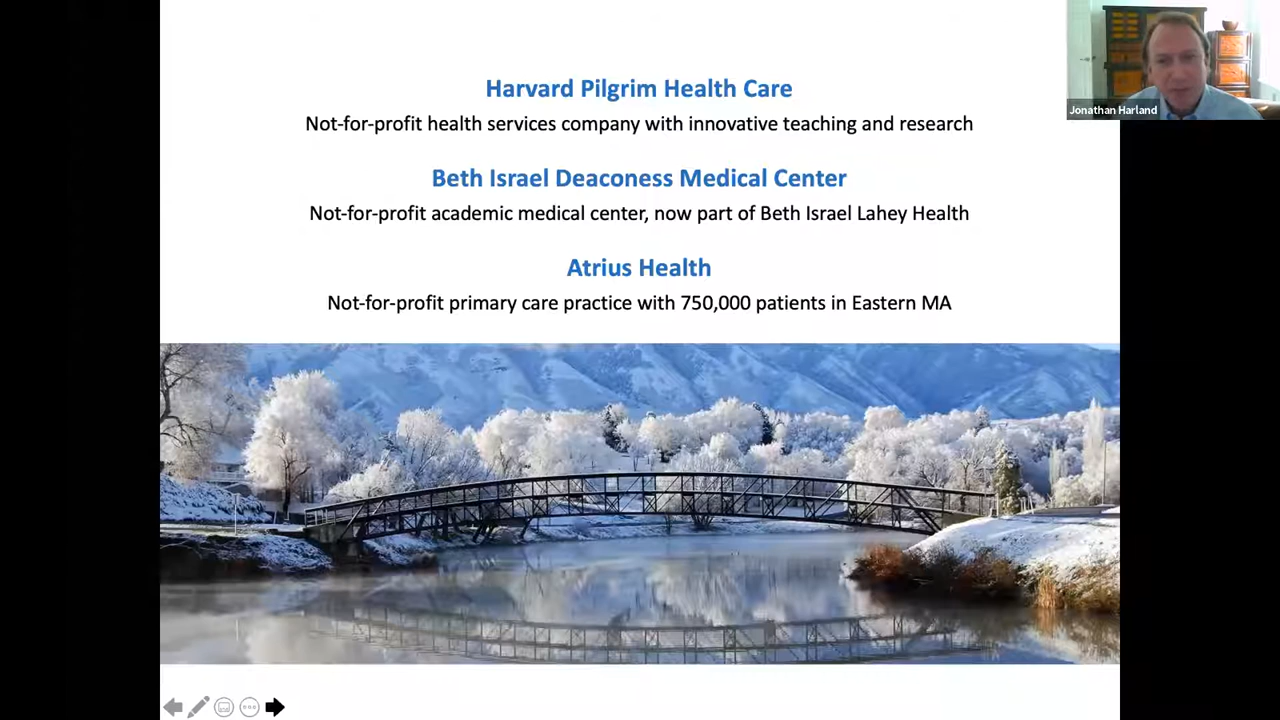 Harvard Pilgrim Health Care
Not-for-profit health services company with innovative teaching and research
Beth Israel Deaconess Medical Center
Not-for-profit academic medical center, now part of Beth Israel Lahey Health
Atrius Health
Not-for-profit primary care practice with 750,000 patients in Eastern MA
Jonathan Harland